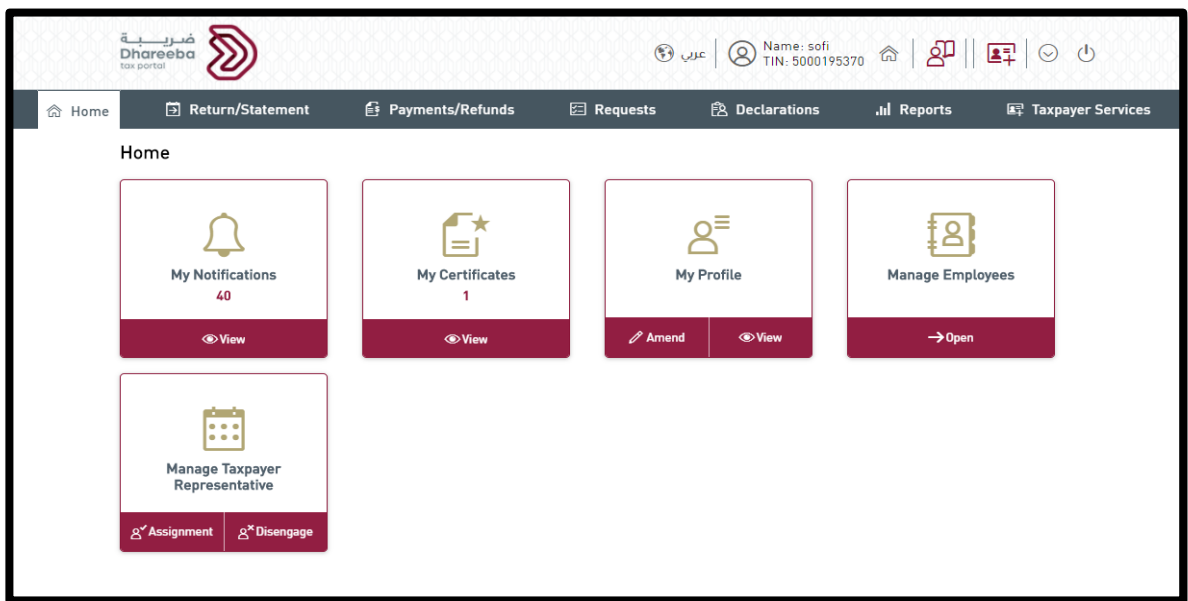 ضريبة
Dhareeba
tax portal
عربي
Name: sofi
TIN: 5000195370
Home
Return/Statement
Payments/Refunds
Requests
Declarations
Reports
Taxpayer Services
Home
My Notifications
40
View
My Certificates
1
View
My Profile
Amend
View
Manage Employees
Open
Manage Taxpayer
Representative
Assignment
Disengage